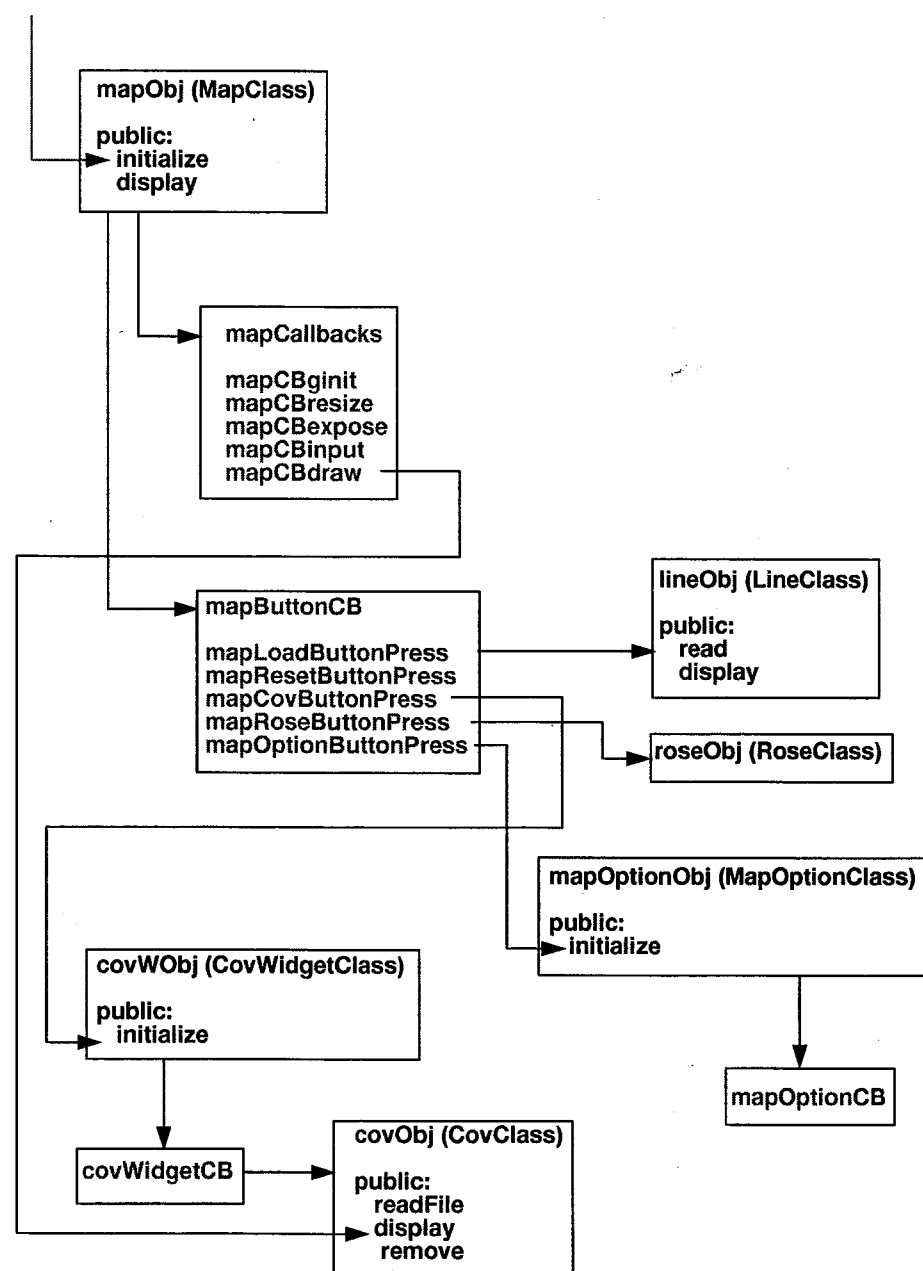 mapObj (MapClass)
public:
initialize
display
mapCallbacks
mapCBginit
mapCBresize
mapCBexpose
mapCBinput
mapCBdraw
mapButtonCB
mapLoadButtonPress
mapResetButtonPress
mapCovButtonPress
mapRoseButtonPress
mapOptionButtonPress
lineObj (LineClass)
public:
read
display
roseObj (RoseClass)
mapOptionObj (MapOptionClass)
public:
initialize
mapOptionCB
covWObj (CovWidgetClass)
public:
initialize
covWidgetCB
covObj (CovClass)
public:
readFile
display
remove